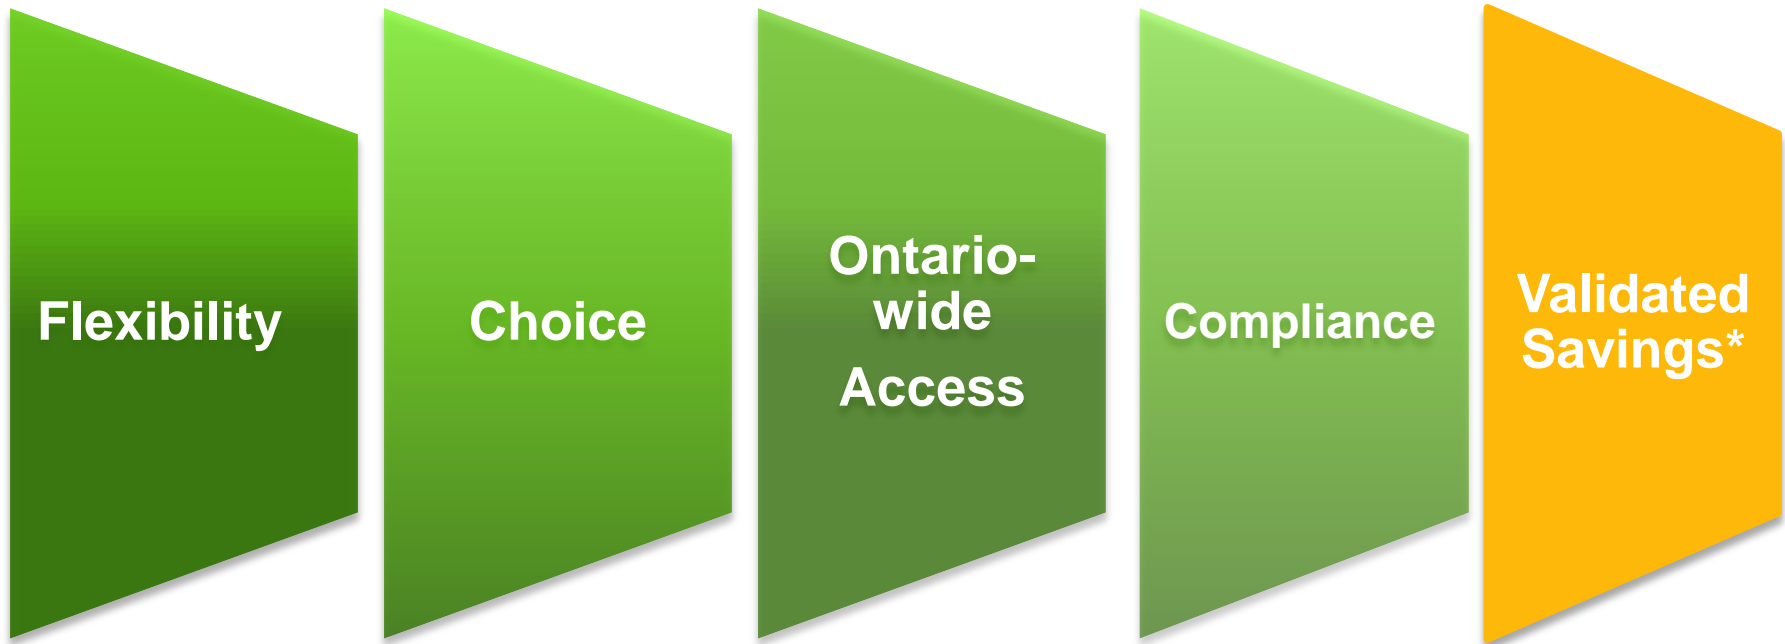 Flexibility
Choice
Ontario-
wide
Access
Compliance
Validated
Savings*